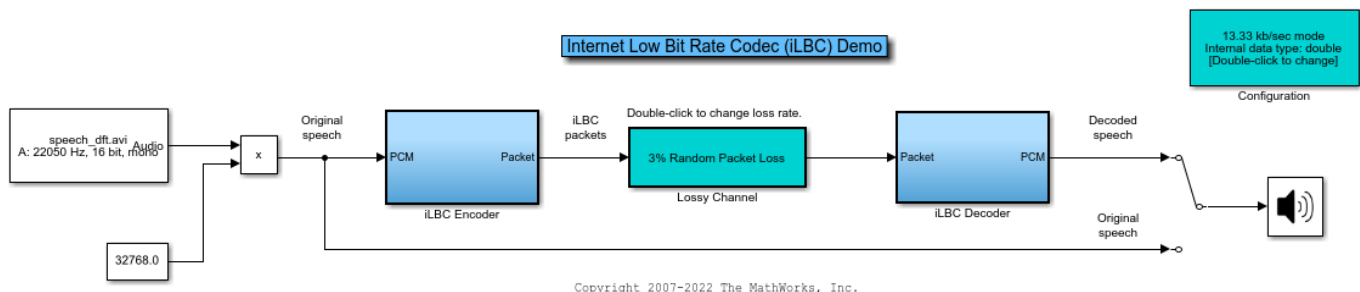 Internet Low Bit Rate Codec (iLBC) Demo
13.33 kb/sec mode
Internal data type: double
[Double-click to change]
Configuration
speech_dft.avi
Audio
A: 22050 Hz, 16 bit, mono
x
Original
speech
PCM
Packet
iLBC Encoder
iLBC
packets
Double-click to change loss rate.
3% Random Packet Loss
Lossy Channel
Packet
PCM
iLBC Decoder
Decoded
speech
Original
speech
32768.0
Copyright 2007-2022 The MathWorks, Inc.